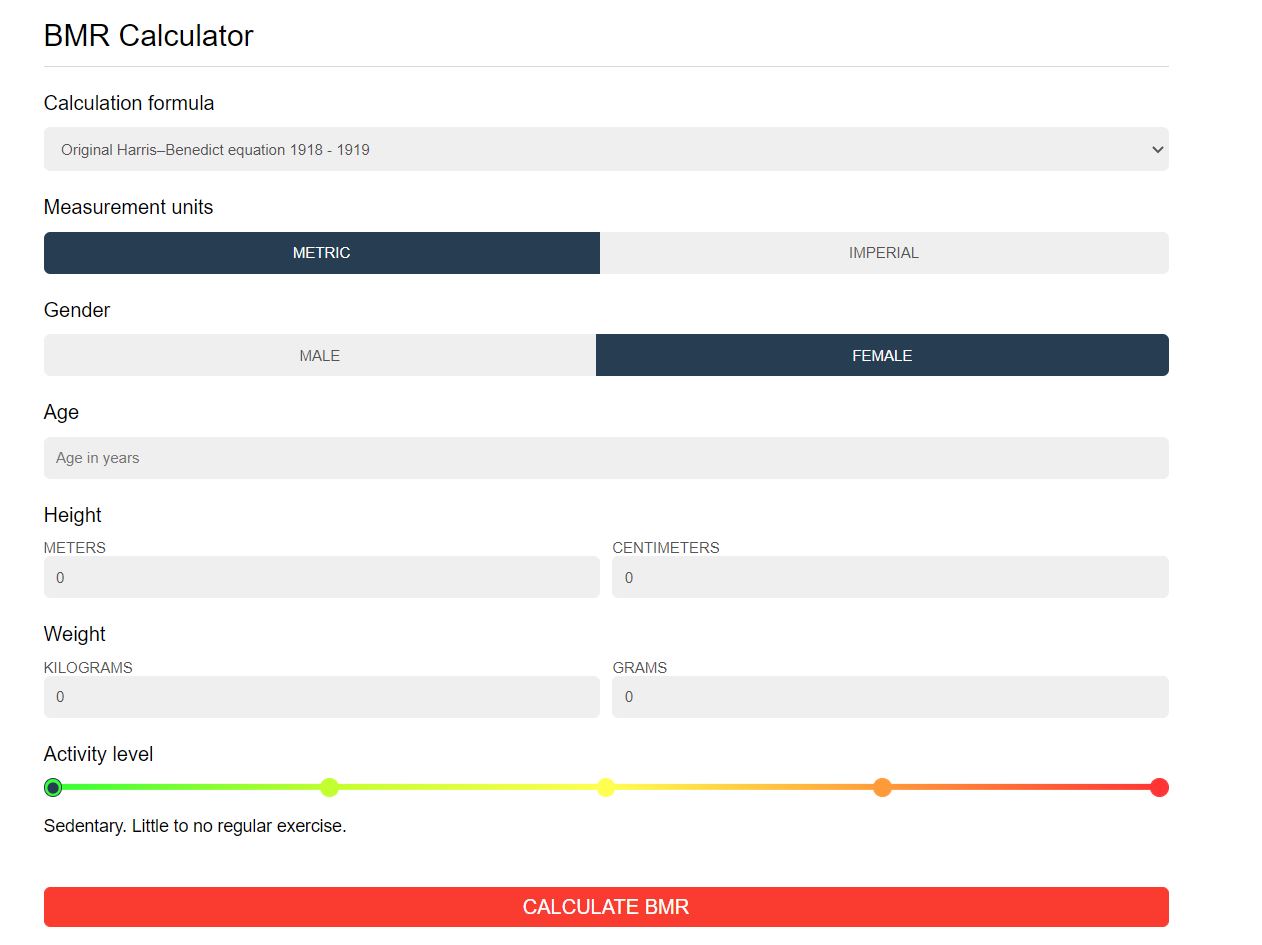 BMR Calculator
Calculation formula
Original Harris–Benedict equation 1918 - 1919
Measurement units
METRIC IMPERIAL
Gender
MALE FEMALE
Age
Age in years
Height
METERS CENTIMETERS
0 0
Weight
KILOGRAMS GRAMS
0 0
Activity level
Sedentary. Little to no regular exercise.
CALCULATE BMR